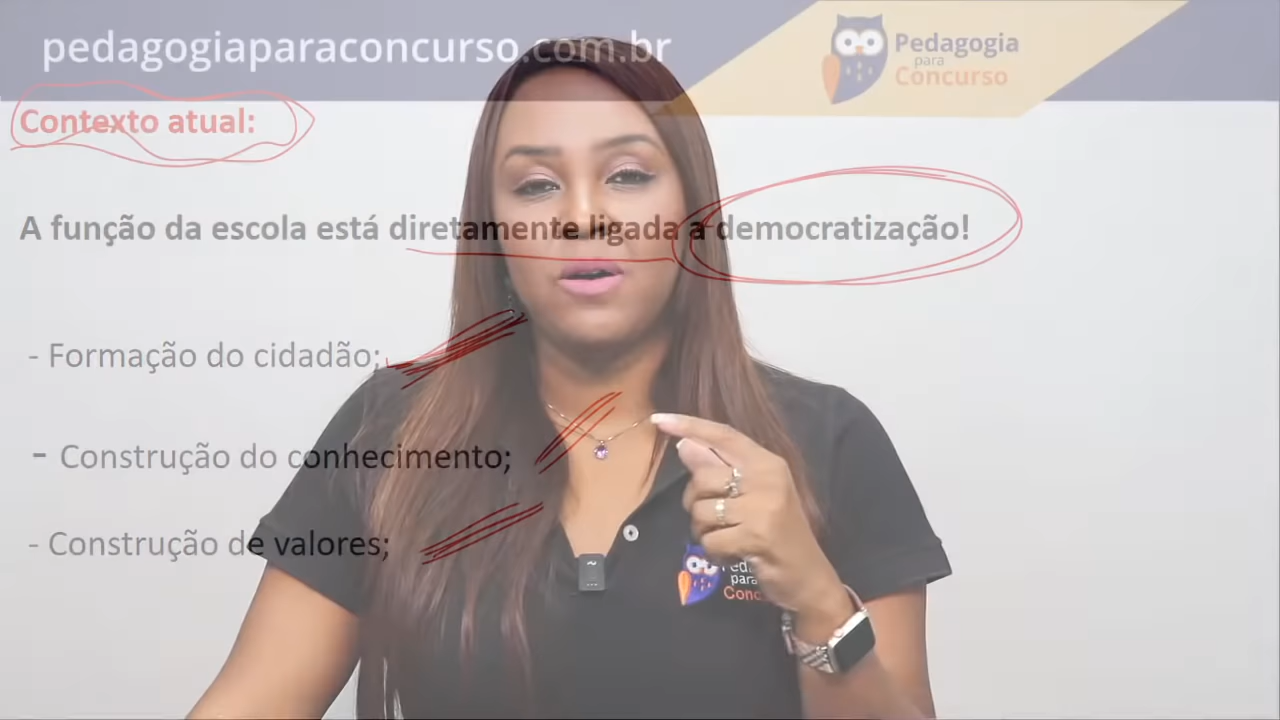 pedagogiaparaconcurso.com.br
Pedagogia
para
Concurso
Contexto atual:
A função da escola está diretamente ligada a democratização!
- Formação do cidadão;
- Construção do conhecimento;
- Construção de valores;
para